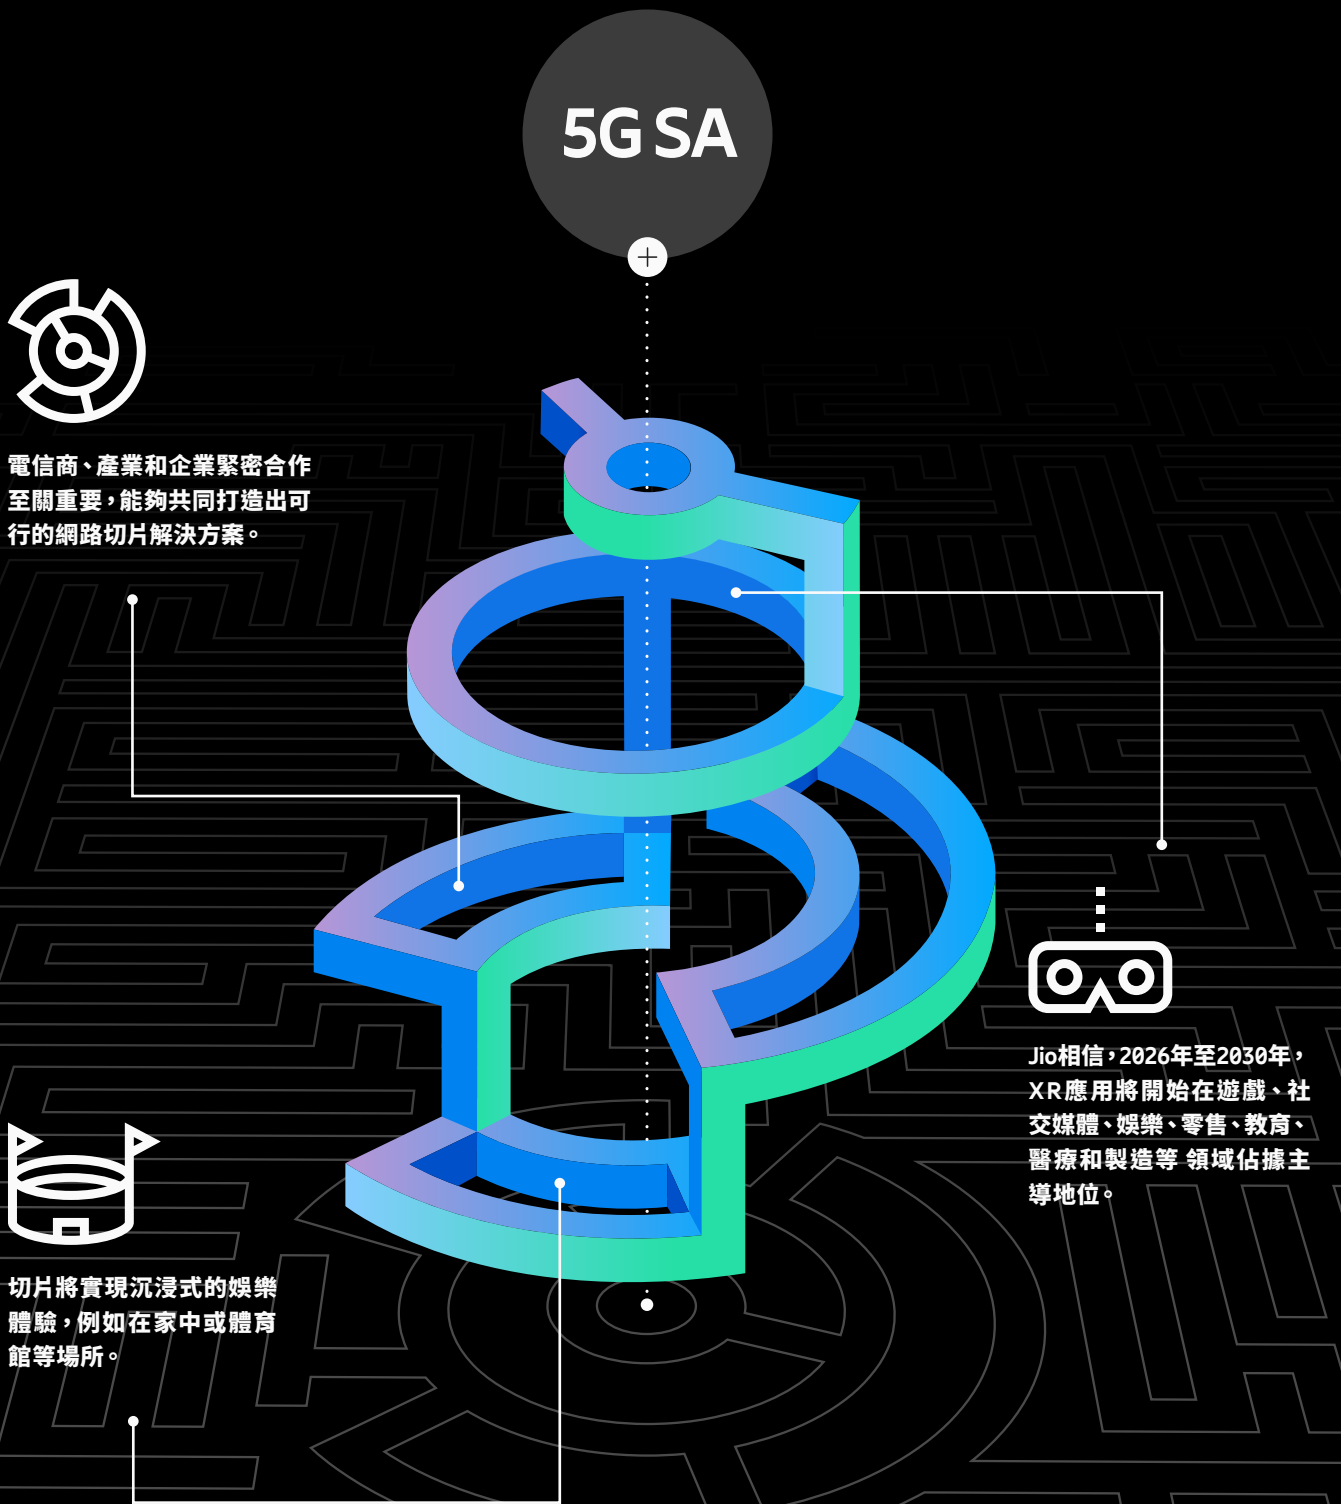 5G SA
電信商、產業和企業緊密合作
至關重要，能夠共同打造出可
行的網路切片解決方案。
Jio相信，2026年至2030年，
XR應用將開始在遊戲、社
交媒體、娛樂、零售、教育、
醫療和製造等 領域佔據主
導地位。
切片將實現沉浸式的娛樂
體驗，例如在家中或體育
館等場所。